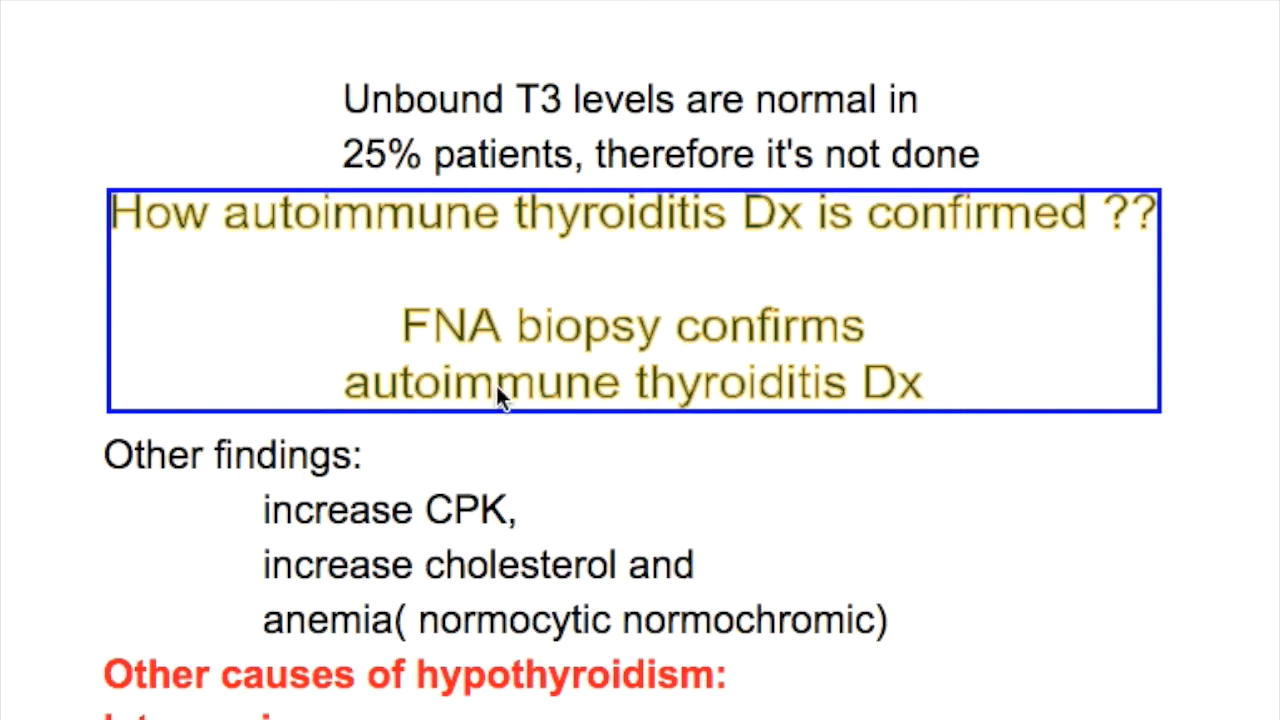 Unbound T3 levels are normal in
25% patients, therefore it's not done
How autoimmune thyroiditis Dx is confirmed ??
FNA biopsy confirms
autoimmune thyroiditis Dx
Other findings:
increase CPK,
increase cholesterol and
anemia( normocytic normochromic)
Other causes of hypothyroidism: